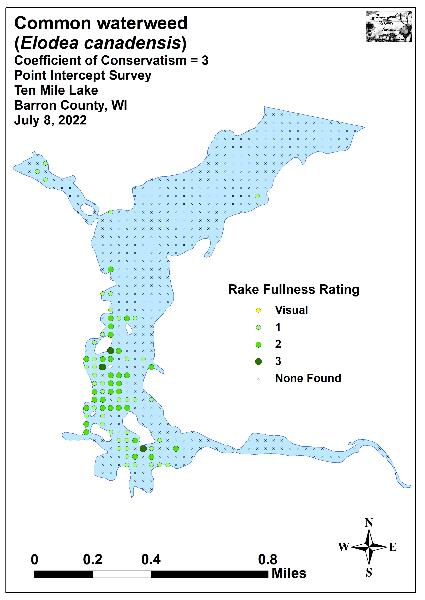 Common waterweed
(Elodea canadensis)
Coefficient of Conservatism = 3
Point Intercept Survey
Ten Mile Lake
Barron County, WI
July 8, 2022
Rake Fullness Rating
Visual
1
2
3
None Found
N
W E
S
0 0.2 0.4 0.8
Miles